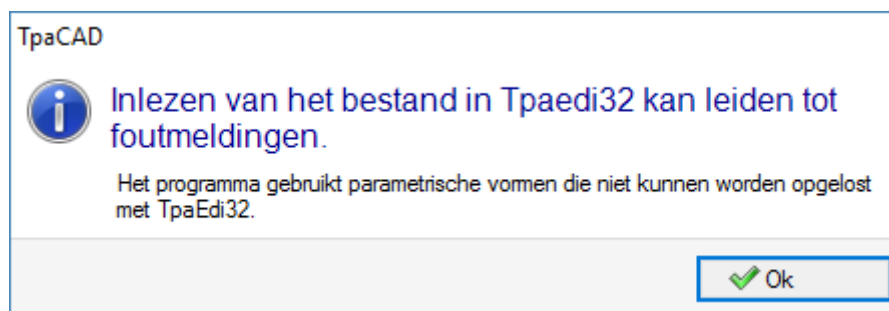 TpaCAD
Inlezen van het bestand in Tpaedi32 kan leiden tot
foutmeldingen.
Het programma gebruikt parametrische vormen die niet kunnen worden opgelost
met TpaEdi32.
Ok